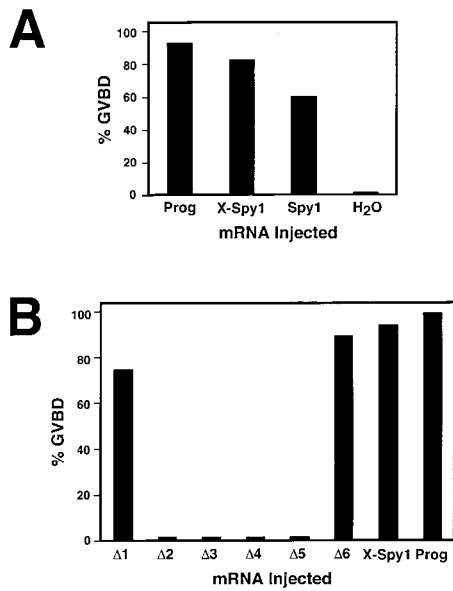 A
% GVBD
100
80
60
40
20
0
Prog X-Spy1 Spy1 H₂O
mRNA Injected
B
% GVBD
100
80
60
40
20
0
Δ1 Δ2 Δ3 Δ4 Δ5 Δ6 X-Spy1 Prog
mRNA Injected